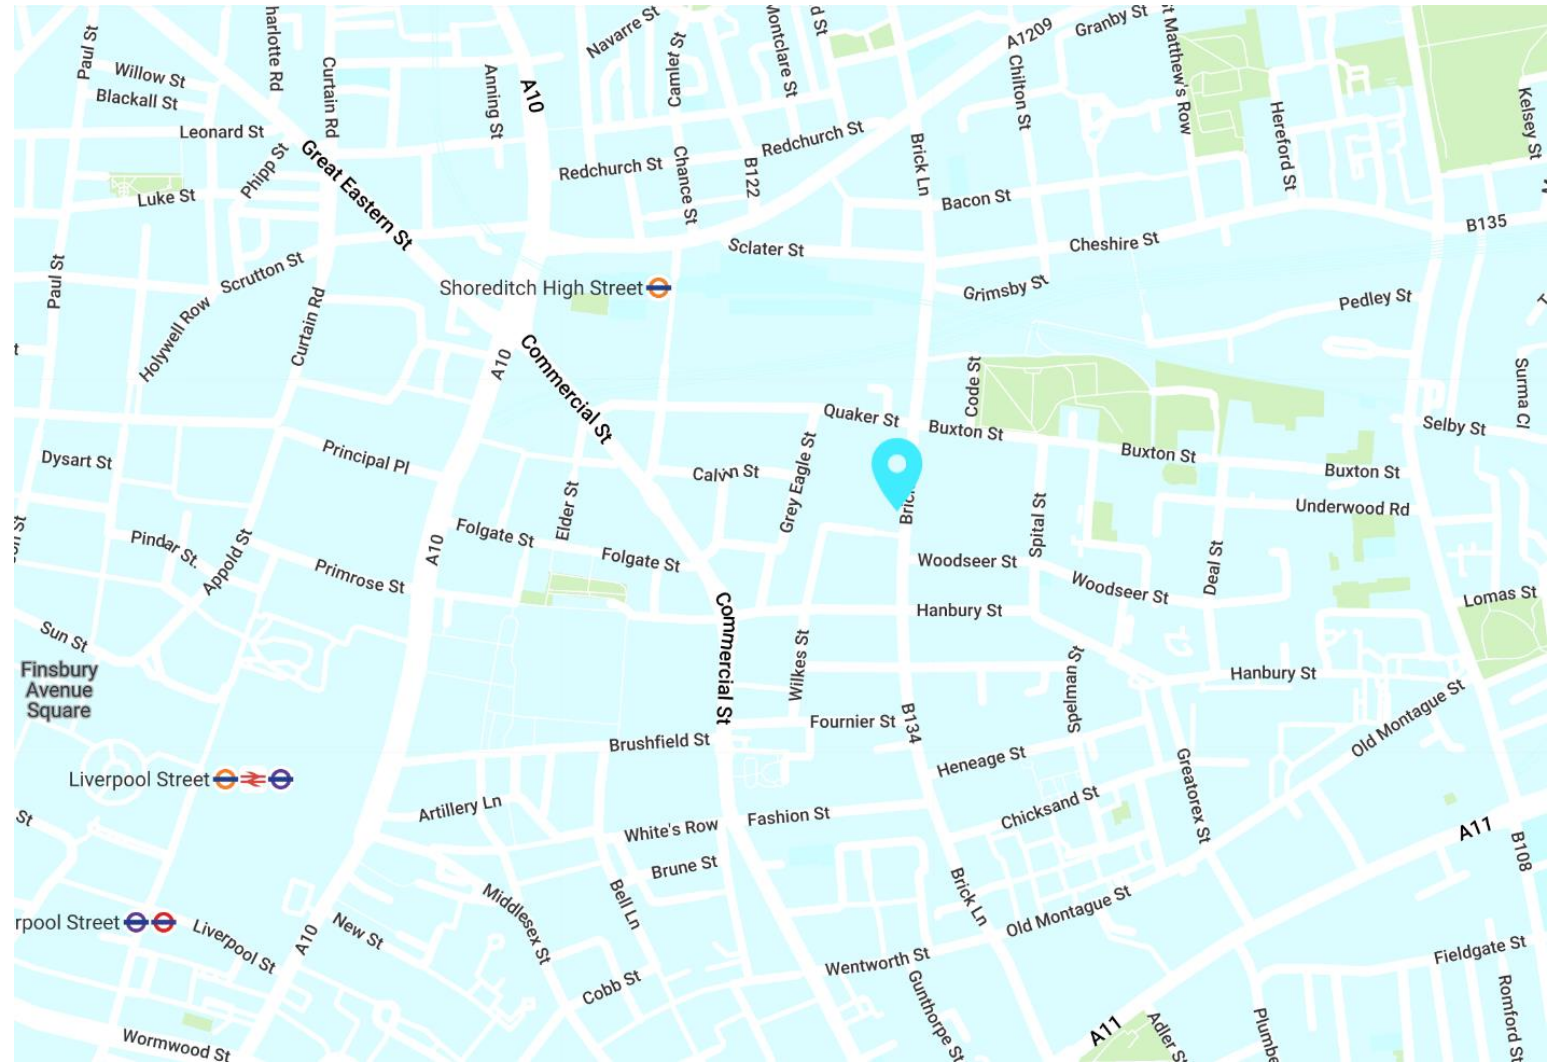 Paul St
Willow St
Blackall St
Leonard St
Phipp St
Luke St
Curtain Rd
Great Eastern St
Anning St
A10
Navarre St
Camlet St
Redchurch St
Chance St
B122
Redchurch St
A1209
Granby St
Chilton St
St Matthew's Row
Hereford St
Kelsey St
Brick Ln
Bacon St
Sclater St
Cheshire St
B135
Grimsby St
Pedley St
Shoreditch High Street
Paul St
Scrutton St
Holywell Row
Curtain Rd
A10
Commercial St
Code St
Surma Cl
Quaker St
Buxton St
Buxton St
Buxton St
Selby St
Principal Pl
Dysart St
Calvin St
Grey Eagle St
Elder St
Underwood Rd
Spital St
Folgate St
Folgate St
A10
Pindar St.
Appold St
Primrose St
Woodseer St
Woodseer St
Deal St
Lomas St
Hanbury St
Commercial St
Sun St
Finsbury
Avenue
Square
Wilkes St
Spelman St
Hanbury St
Old Montague St
Fournier St
B134
Brushfield St
Heneage St
Greatorex St
Liverpool Street
Artillery Ln
Chicksand St
White's Row
Fashion St
A11
B108
St
Brune St
Bell Ln
Middlesex St
Brick Ln
Old Montague St
rpool Street
Liverpool St
A10
New St
Wentworth St
Fieldgate St
Cobb St
Gunthorpe St
Romford St
A11
Adler St
Wormwood St